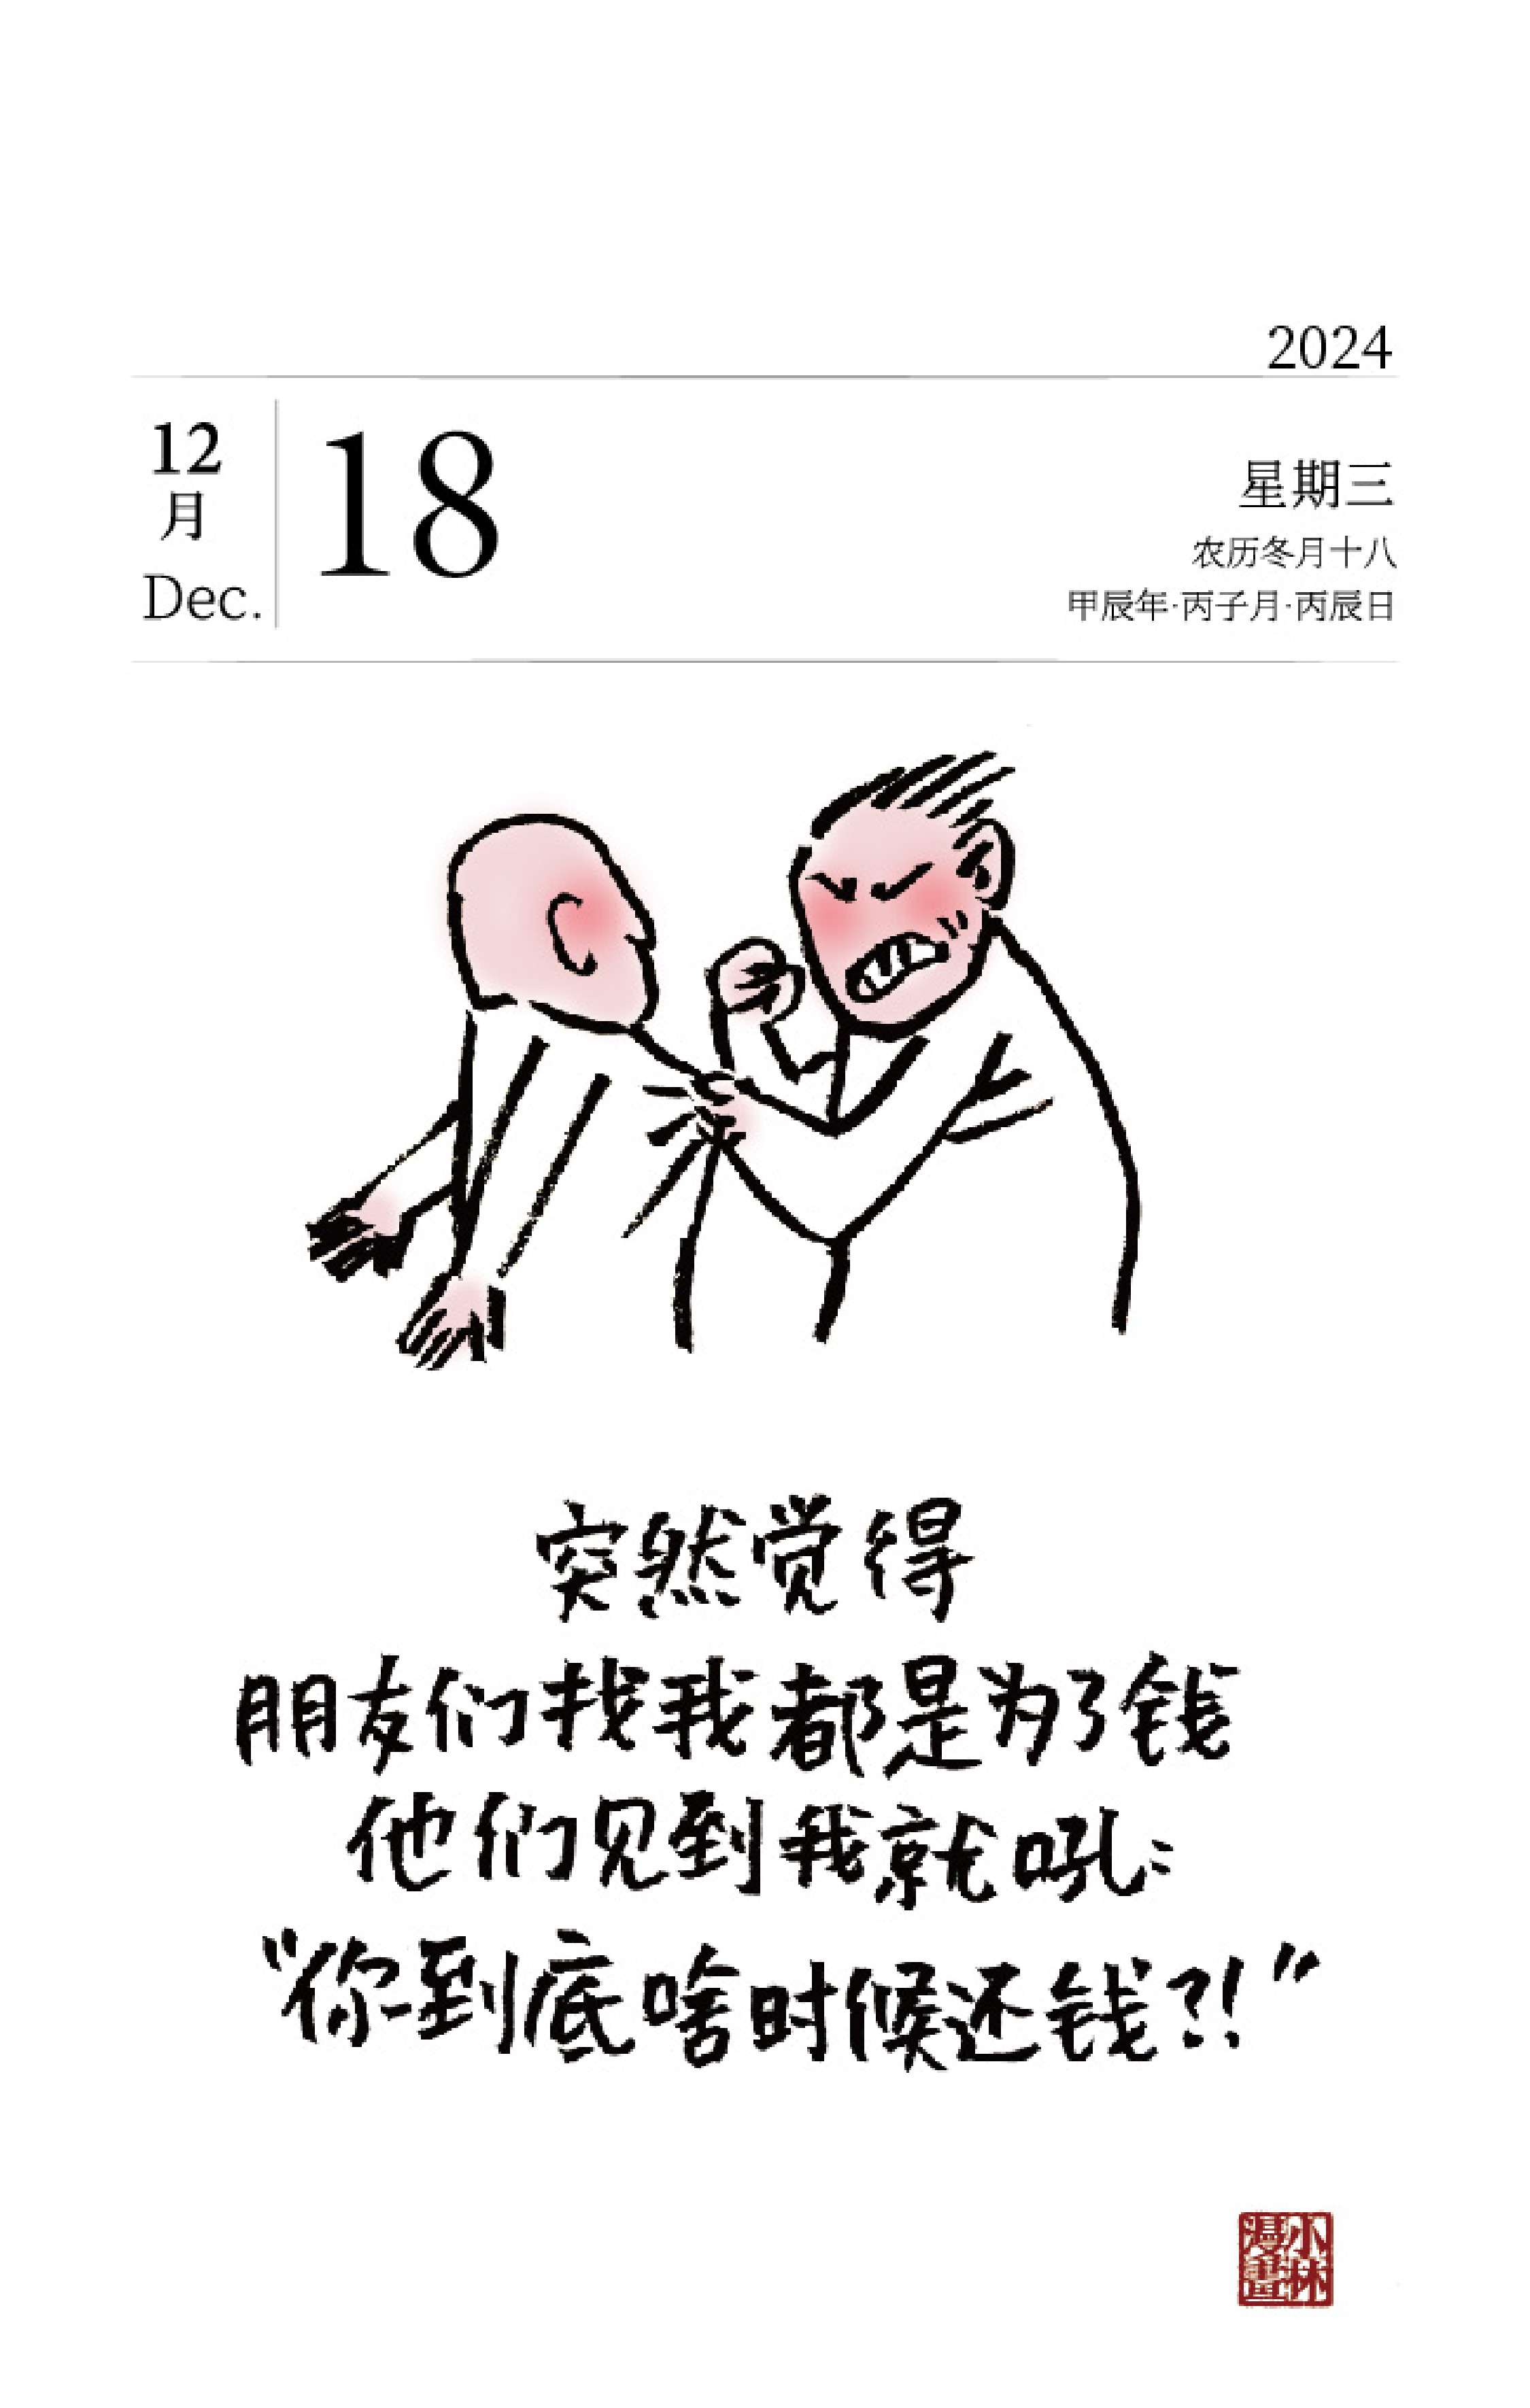 2024
12
月
Dec.
18
星期三
农历冬月十八
甲辰年·丙子月·丙辰日
突然觉得
朋友们找我都是为了钱
他们见到我就吼：
“你到底啥时候还钱？！”
小林
漫畫